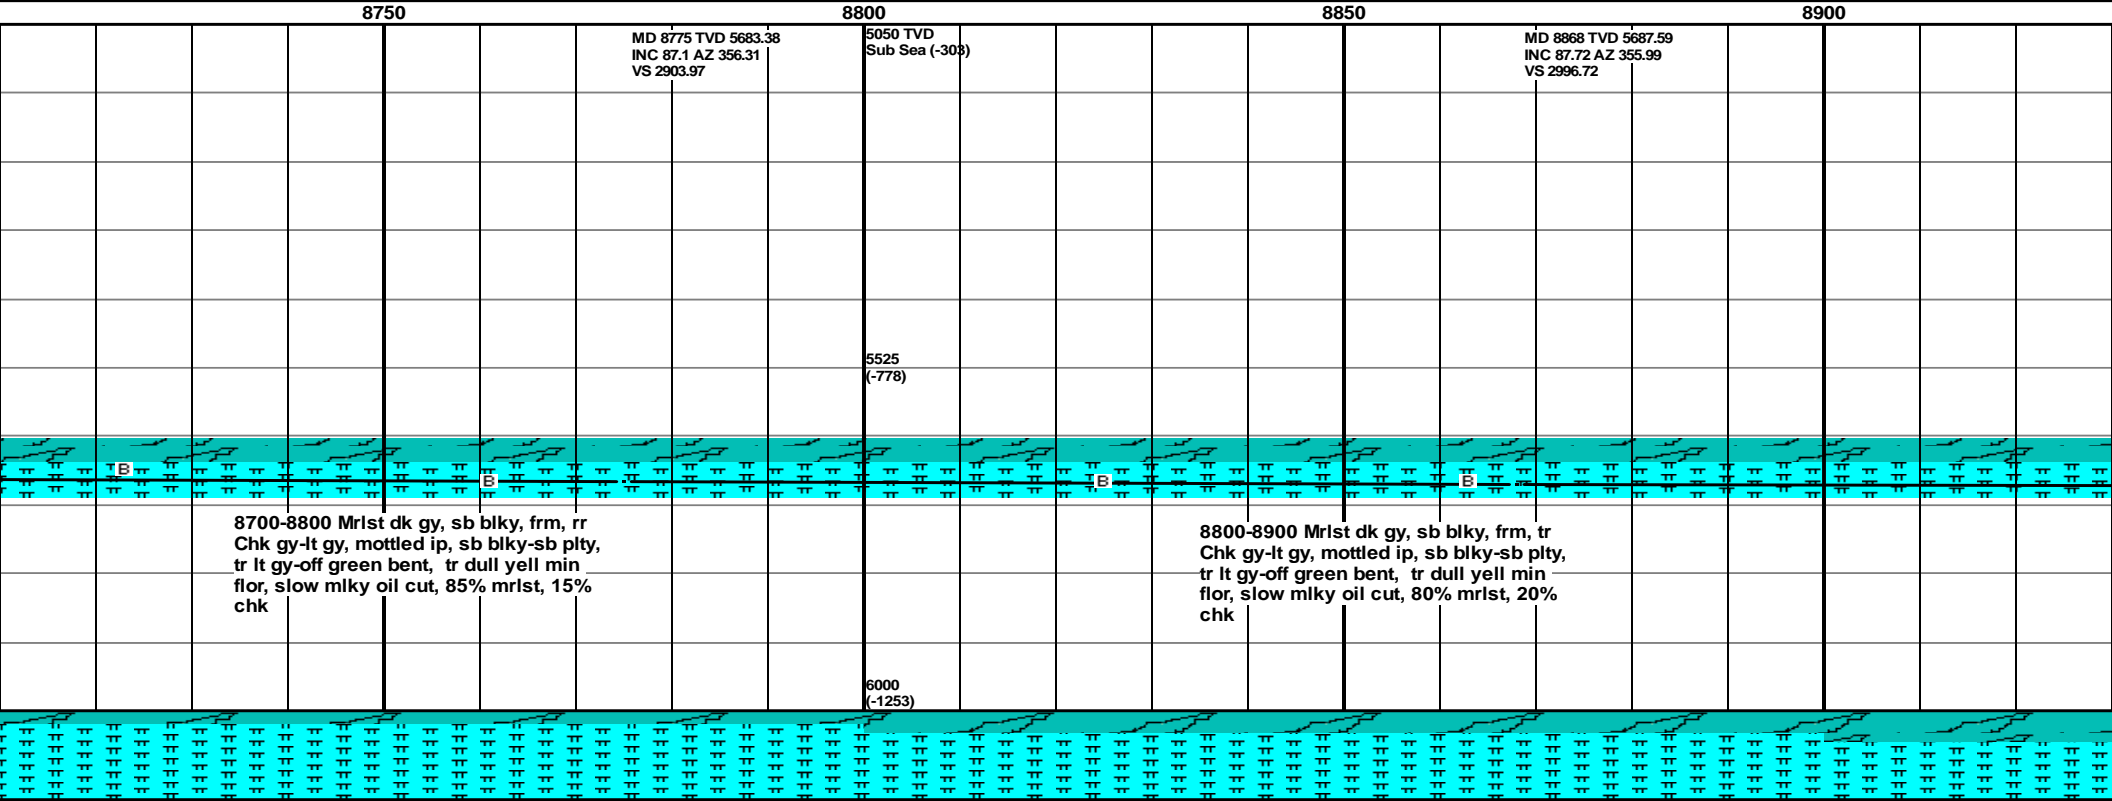 8750
8800
8850
8900
MD 8775 TVD 5683.38
INC 87.1 AZ 356.31
VS 2903.97
5050 TVD
Sub Sea (-303)
MD 8868 TVD 5687.59
INC 87.72 AZ 355.99
VS 2996.72
5525
(-778)
B
B
B
B
8700-8800 Mrlst dk gy, sb blky, frm, rr
Chk gy-lt gy, mottled ip, sb blky-sb plty,
tr lt gy-off green bent, tr dull yell min
flor, slow mlky oil cut, 85% mrlst, 15%
chk
8800-8900 Mrlst dk gy, sb blky, frm, tr
Chk gy-lt gy, mottled ip, sb blky-sb plty,
tr lt gy-off green bent, tr dull yell min
flor, slow mlky oil cut, 80% mrlst, 20%
chk
6000
(-1253)